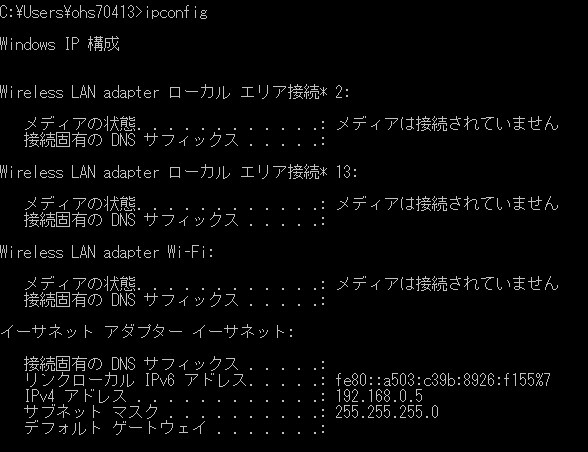 C:¥Users¥ohs70413>ipconfig
Windows IP 構成
Wireless LAN adapter ローカル エリア接続* 2:
メディアの状態. . . . . . . . . . . .: メディアは接続されていません
接続固有の DNS サフィックス . . . . .:
Wireless LAN adapter ローカル エリア接続* 13:
メディアの状態. . . . . . . . . . . .: メディアは接続されていません
接続固有の DNS サフィックス . . . . .:
Wireless LAN adapter Wi-Fi:
メディアの状態. . . . . . . . . . . .: メディアは接続されていません
接続固有の DNS サフィックス . . . . .:
イーサネット アダプター イーサネット:
接続固有の DNS サフィックス . . . . .:
リンクローカル IPv6 アドレス. . . . .: fe80::a503:c39b:8926:f155%7
IPv4 アドレス . . . . . . . . . . . .: 192.168.0.5
サブネット マスク . . . . . . . . . .: 255.255.255.0
デフォルト ゲートウェイ . . . . . . .: